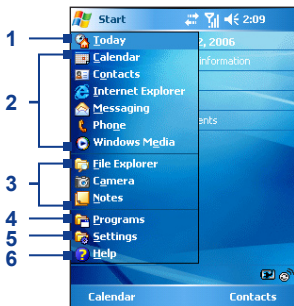 Start 2:09
1 Today 2, 2006
Calendar
Contacts information
Internet Explorer
2 Messaging
Phone ents
Windows Media
File Explorer
3 Camera
Notes
4 Programs
5 Settings
6 Help
Calendar Contacts